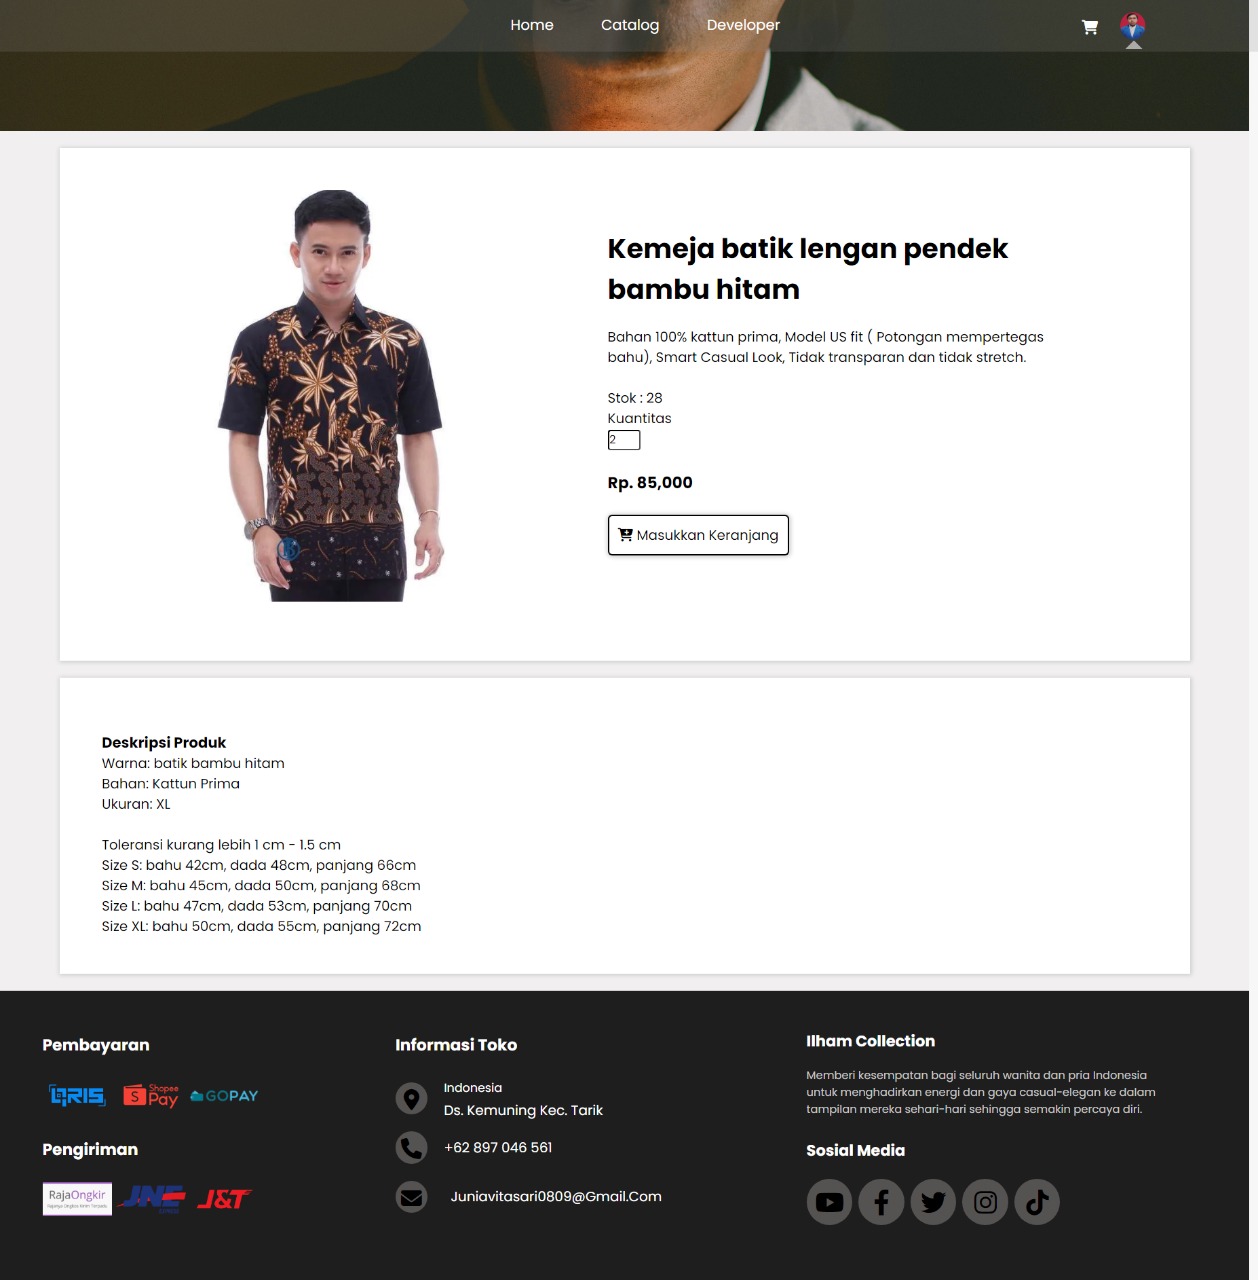 Home Catalog Developer
Kemeja batik lengan pendek
bambu hitam
Bahan 100% kattun prima, Model US fit ( Potongan mempertegas
bahu), Smart Casual Look, Tidak transparan dan tidak stretch.
Stok : 28
Kuantitas
2
Rp. 85,000
Masukkan Keranjang
Deskripsi Produk
Warna: batik bambu hitam
Bahan: Kattun Prima
Ukuran: XL
Toleransi kurang lebih 1 cm - 1.5 cm
Size S: bahu 42cm, dada 48cm, panjang 66cm
Size M: bahu 45cm, dada 50cm, panjang 68cm
Size L: bahu 47cm, dada 53cm, panjang 70cm
Size XL: bahu 50cm, dada 55cm, panjang 72cm
Pembayaran
QRIS
S Shopee Pay
GOPAY
Pengiriman
RajaOngkir
JNE
J&T
Informasi Toko
Indonesia
Ds. Kemuning Kec. Tarik
+62 897 046 561
Juniavitasari0809@Gmail.Com
Ilham Collection
Memberi kesempatan bagi seluruh wanita dan pria Indonesia
untuk menghadirkan energi dan gaya casual-elegan ke dalam
tampilan mereka sehari-hari sehingga semakin percaya diri.
Sosial Media